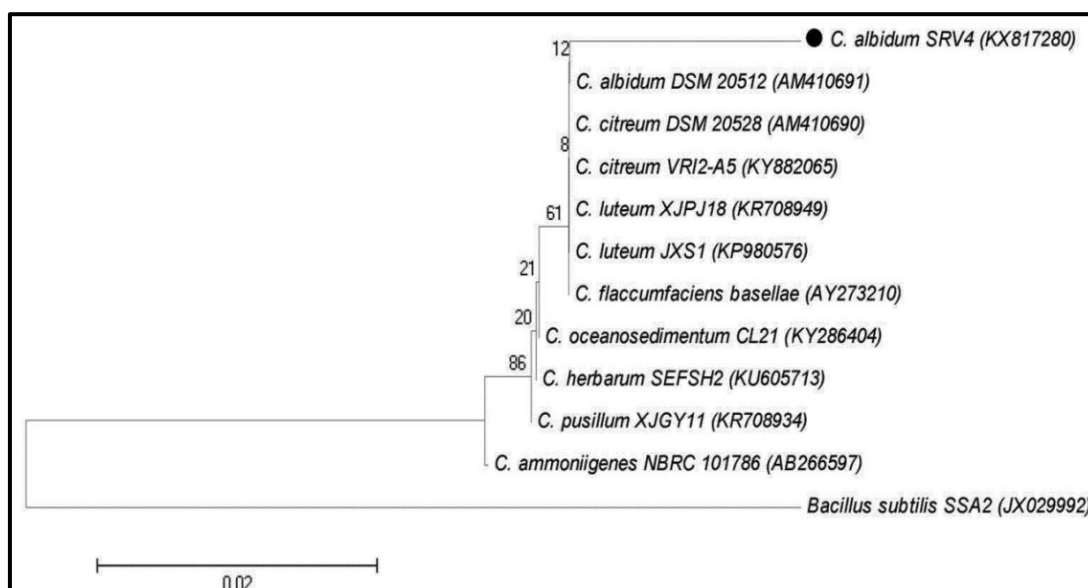 C. albidum SRV4 (KX817280)
12
C. albidum DSM 20512 (AM410691)
C. citreum DSM 20528 (AM410690)
8
C. citreum VRI2-A5 (KY882065)
C. luteum XJPJ18 (KR708949)
61
C. luteum JXS1 (KP980576)
21
C. flaccumfaciens basellae (AY273210)
20
C. oceanosedimentum CL21 (KY286404)
86
C. herbarum SEFSH2 (KU605713)
C. pusillum XJGY11 (KR708934)
C. ammoniigenes NBRC 101786 (AB266597)
Bacillus subtilis SSA2 (JX029992)
0.02